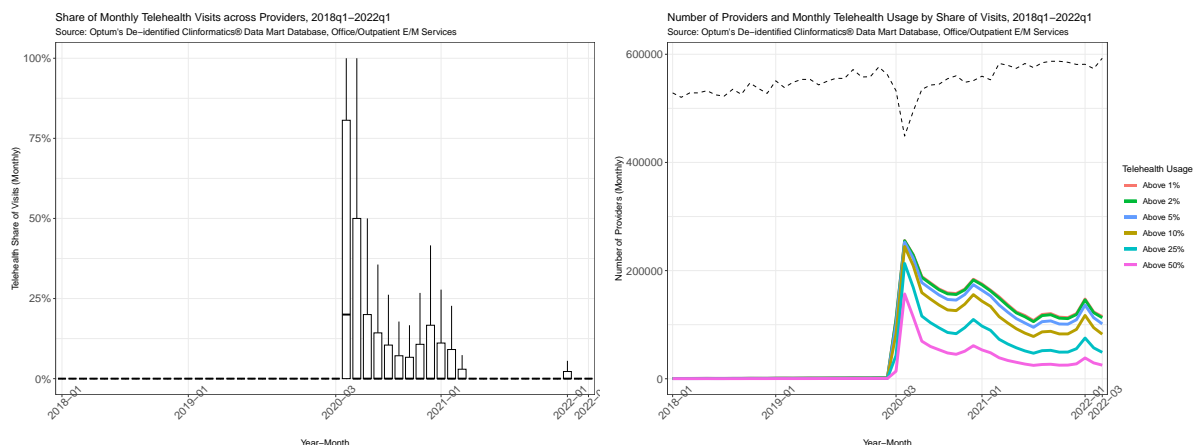 Share of Monthly Telehealth Visits across Providers, 2018q1−2022q1
Source: Optum's De−identified Clinformatics® Data Mart Database, Office/Outpatient E/M Services
100%
75%
50%
25%
0%
Telehealth Share of Visits (Monthly)
2018−01
2019−01
2020−03
2021−01
2022−01
Year−Month
Number of Providers and Monthly Telehealth Usage by Share of Visits, 2018q1−2022q1
Source: Optum's De−identified Clinformatics® Data Mart Database, Office/Outpatient E/M Services
600000
400000
200000
0
Number of Providers (Monthly)
2018−01
2019−01
2020−03
2021−01
2022−01
2022−03
Year−Month
Telehealth Usage
Above 1%
Above 2%
Above 5%
Above 10%
Above 25%
Above 50%